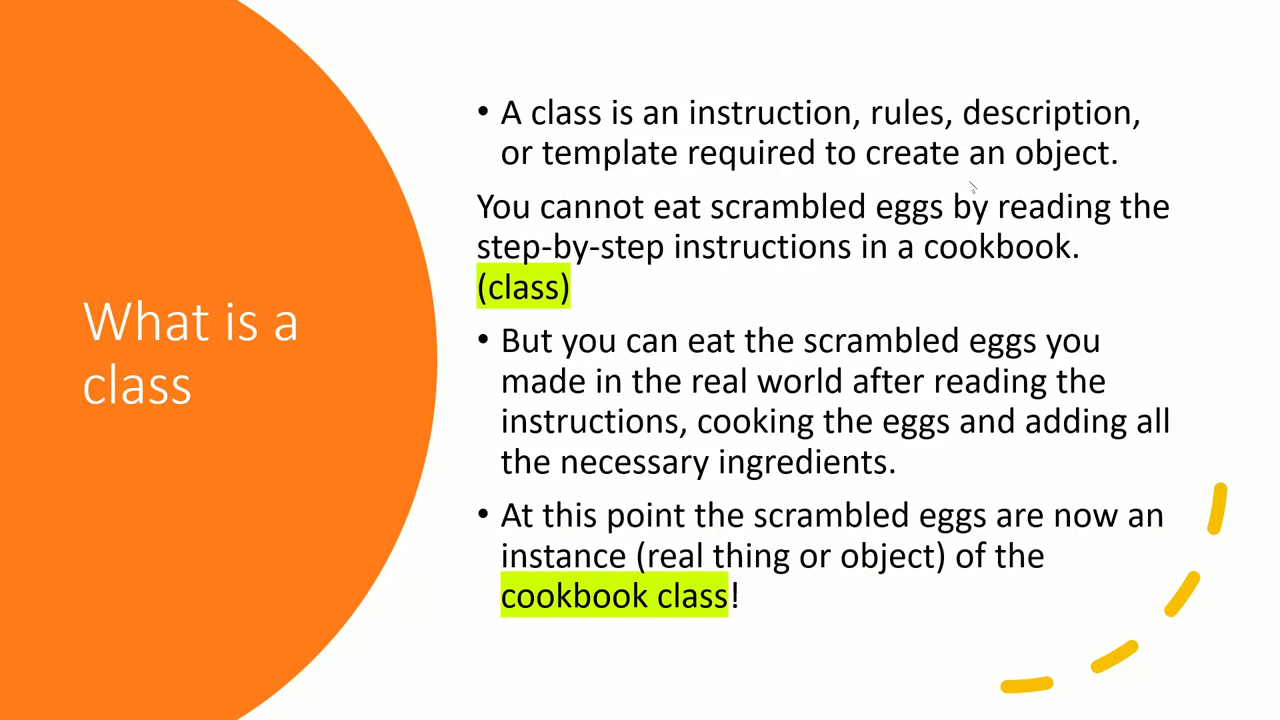 What is a
class
• A class is an instruction, rules, description,
or template required to create an object.
You cannot eat scrambled eggs by reading the
step-by-step instructions in a cookbook.
(class)
• But you can eat the scrambled eggs you
made in the real world after reading the
instructions, cooking the eggs and adding all
the necessary ingredients.
• At this point the scrambled eggs are now an
instance (real thing or object) of the
cookbook class!